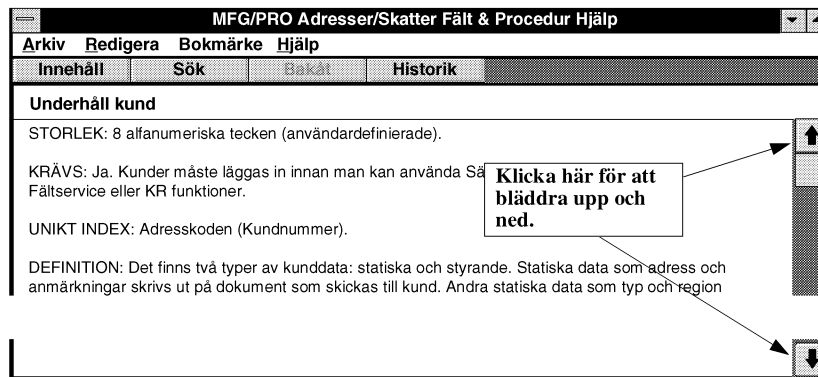 MFG/PRO Adresser/Skatter Fält & Procedur Hjälp
Arkiv Redigera Bokmärke Hjälp
Innehåll Sök Bakåt Historik
Underhåll kund
STORLEK: 8 alfanumeriska tecken (användardefinierade).
KRÄVS: Ja. Kunder måste läggas in innan man kan använda Sä
Fältservice eller KR funktioner.
Klicka här för att
bläddra upp och
ned.
UNIKT INDEX: Adresskoden (Kundnummer).
DEFINITION: Det finns två typer av kunddata: statiska och styrande. Statiska data som adress och
anmärkningar skrivs ut på dokument som skickas till kund. Andra statiska data som typ och region